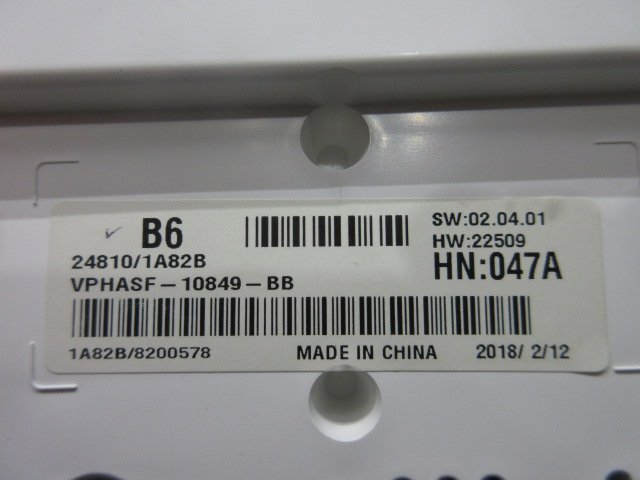 B6
SW:02.04.01
24810/1A82B
HW:22509
VPHASF-10849-BB
HN:047A
1A82B/8200578 MADE IN CHINA 2018/ 2/12